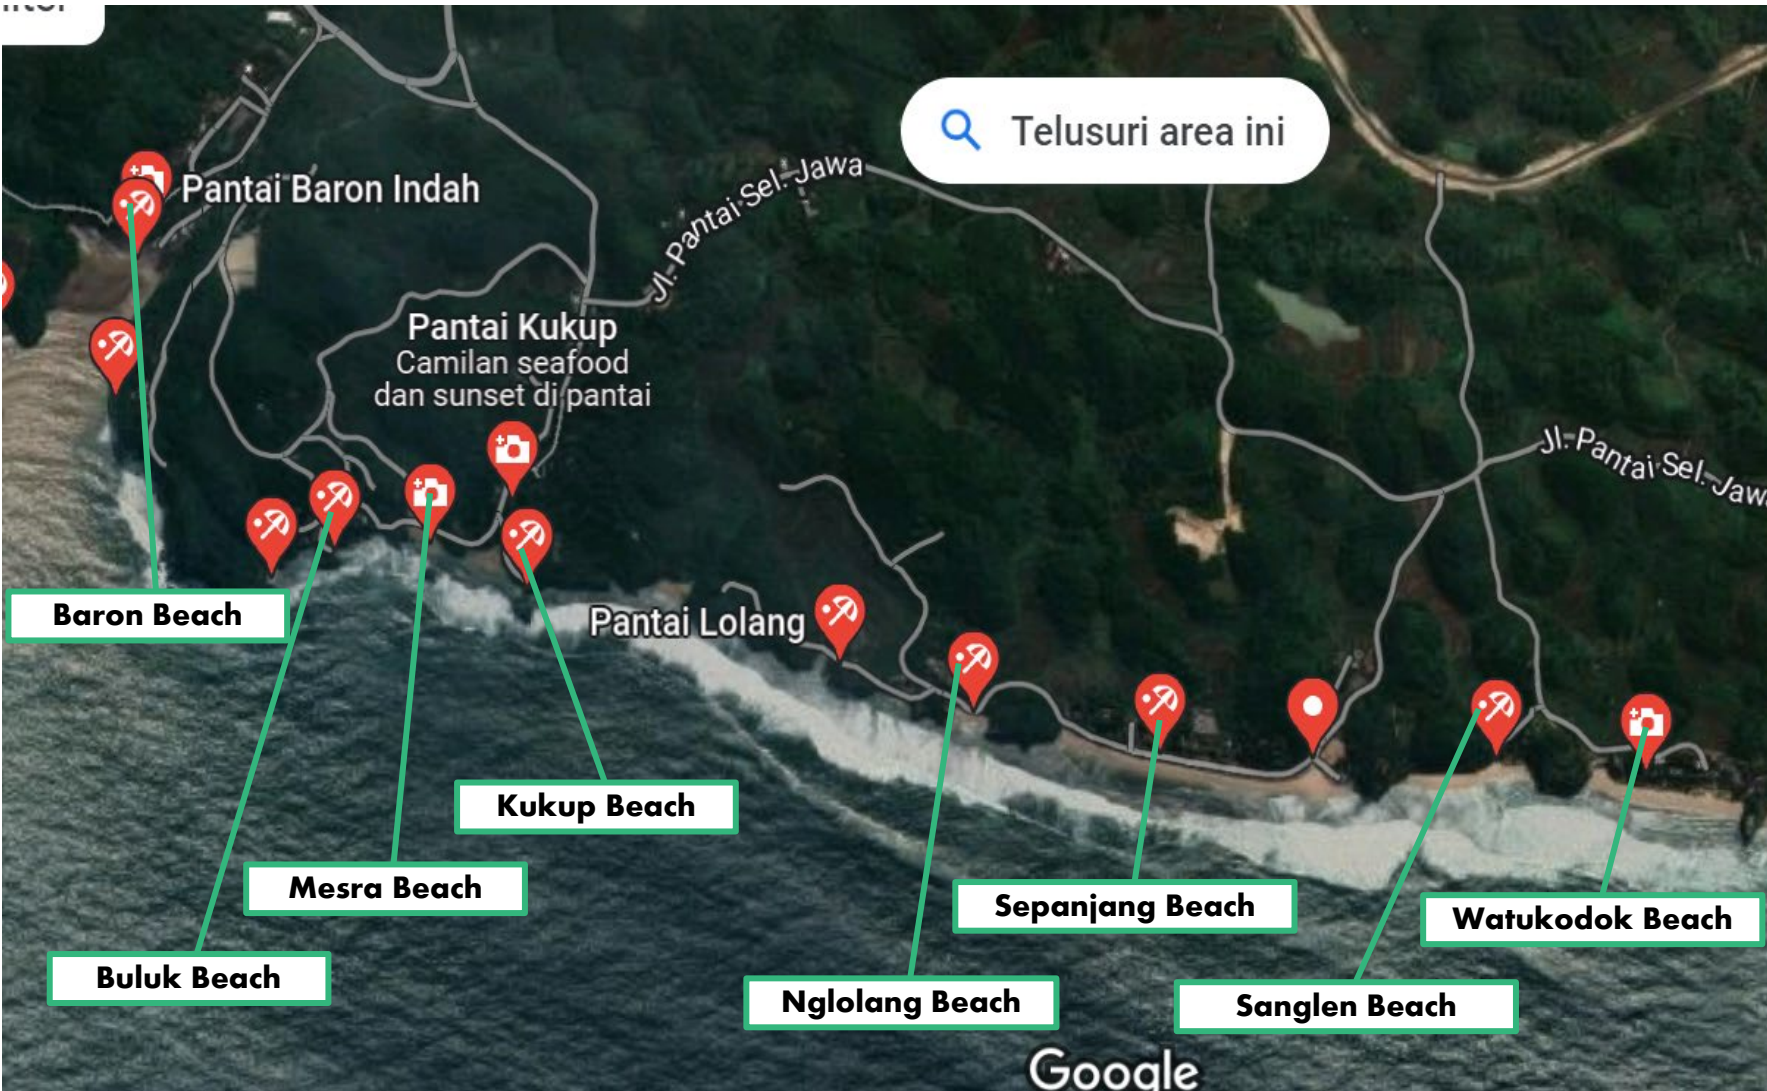 Telusuri area ini
Jl. Pantai Sel. Jawa
Pantai Baron Indah
Pantai Kukup
Camilan seafood
dan sunset di pantai
Jl. Pantai Sel. Jawa
Baron Beach
Pantai Lolang
Kukup Beach
Mesra Beach
Sepanjang Beach
Watukodok Beach
Buluk Beach
Nglolang Beach
Sanglen Beach
Google